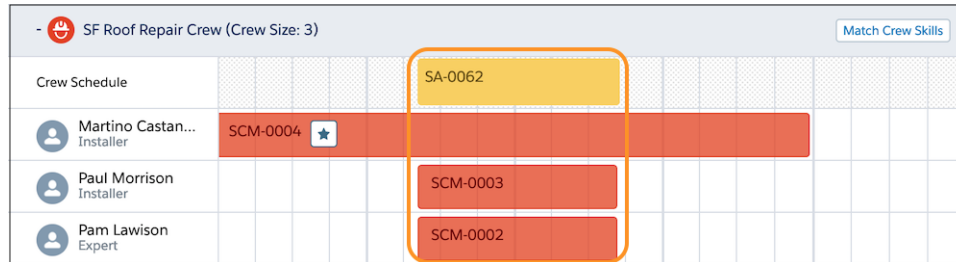 - SF Roof Repair Crew (Crew Size: 3)
Match Crew Skills
Crew Schedule
SA-0062
Martino Castan...
Installer
SCM-0004
Paul Morrison
Installer
SCM-0003
Pam Lawison
Expert
SCM-0002